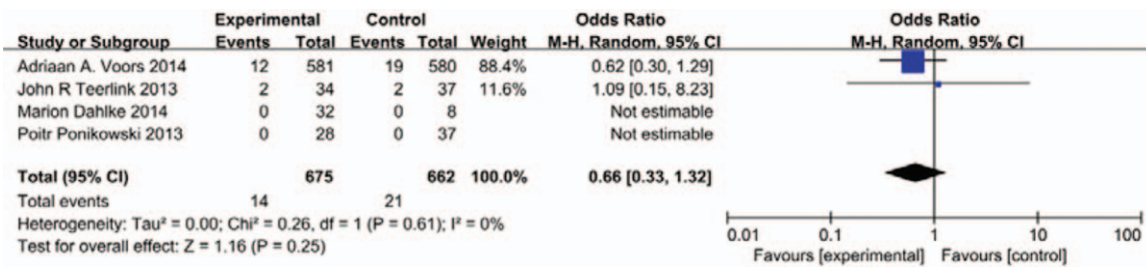 Experimental Control Odds Ratio Odds Ratio
Study or Subgroup Events Total Events Total Weight M-H, Random, 95% CI M-H, Random, 95% CI
Adriaan A. Voors 2014 12 581 19 580 88.4% 0.62 [0.30, 1.29]
John R Teerlink 2013 2 34 2 37 11.6% 1.09 [0.15, 8.23]
Marion Dahlke 2014 0 32 0 8 Not estimable
Poitr Ponikowski 2013 0 28 0 37 Not estimable
Total (95% CI) 675 662 100.0% 0.66 [0.33, 1.32]
Total events 14 21
Heterogeneity: Tau² = 0.00; Chi² = 0.26, df = 1 (P = 0.61); I² = 0%
Test for overall effect: Z = 1.16 (P = 0.25)
0.01 0.1 1 10 100
Favours [experimental] Favours [control]